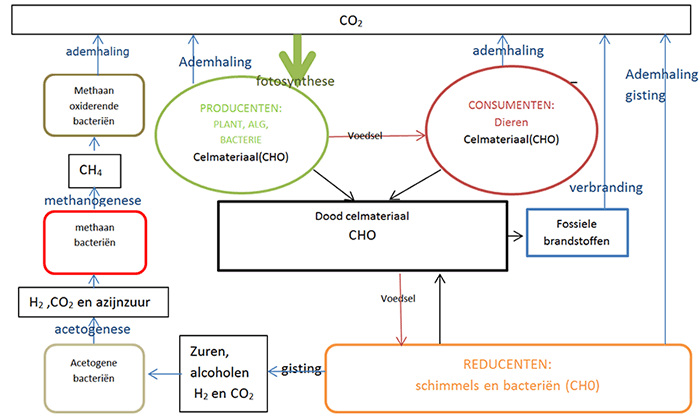 CO₂
ademhaling
Ademhaling
fotosynthese
ademhaling
Ademhaling
gisting
Methaan
oxiderende
bacteriën
PRODUCENTEN:
PLANT, ALG,
BACTERIE
Celmateriaal(CHO)
Voedsel
CONSUMENTEN:
Dieren
Celmateriaal(CHO)
CH₄
methanogenese
verbranding
methaan
bacteriën
Dood celmateriaal
CHO
Fossiele
brandstoffen
H₂ ,CO₂ en azijnzuur
Voedsel
acetogenese
Acetogene
bacteriën
Zuren,
alcoholen
H₂ en CO₂
gisting
REDUCENTEN:
schimmels en bacteriën (CH0)